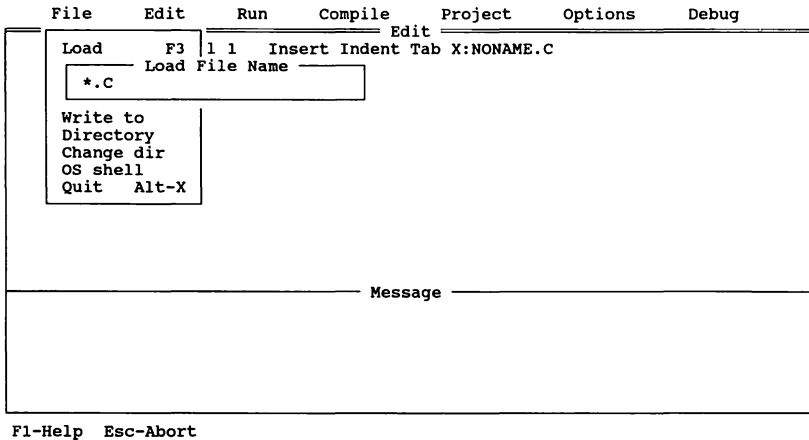 File Edit Run Compile Project Options Debug
Edit
Load F3 l 1 Insert Indent Tab X:NONAME.C
Load File Name
*.C
Write to
Directory
Change dir
OS shell
Quit Alt-X
Message
F1-Help Esc-Abort